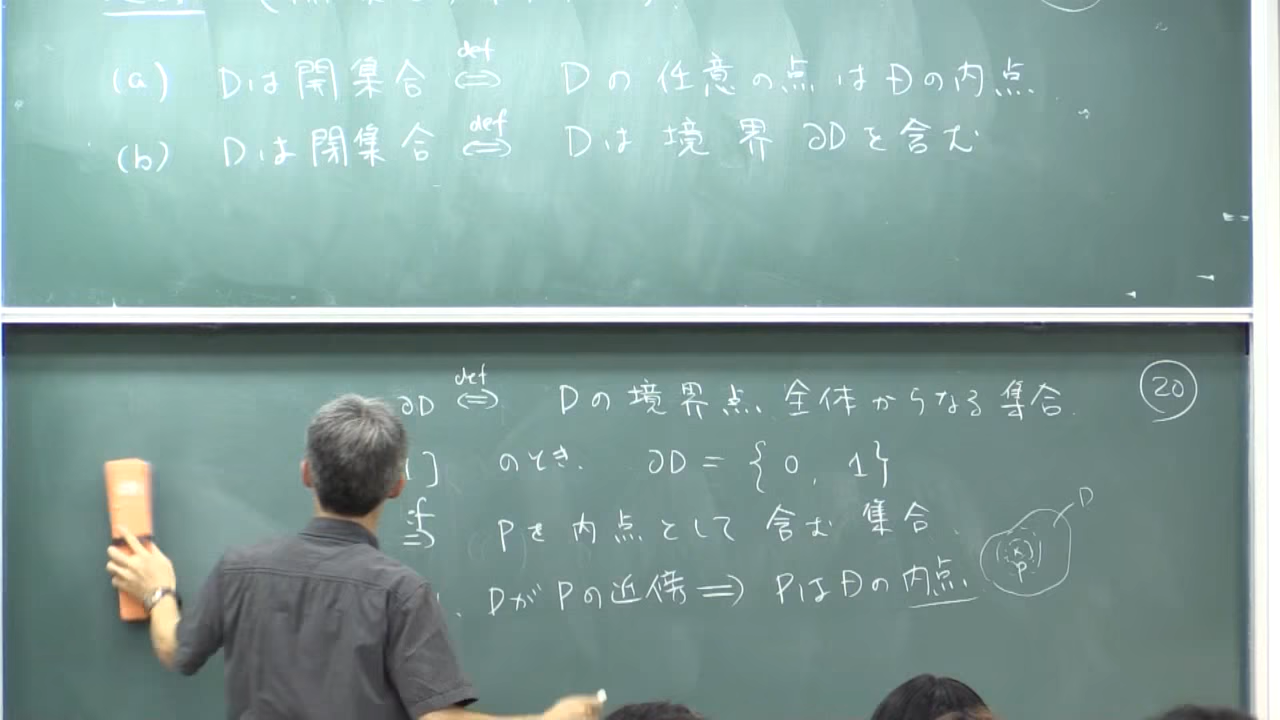 (a) Dは開集合 def⇔ Dの任意の点はDの内点
(b) Dは閉集合 def⇔ Dは境界∂Dを含む
∂D def⇔ Dの境界点全体からなる集合.
⑳
1] のとき. ∂D = {0, 1}
Pを内点として含む集合.
DがPの近傍 ⇒ PはDの内点.
D
P